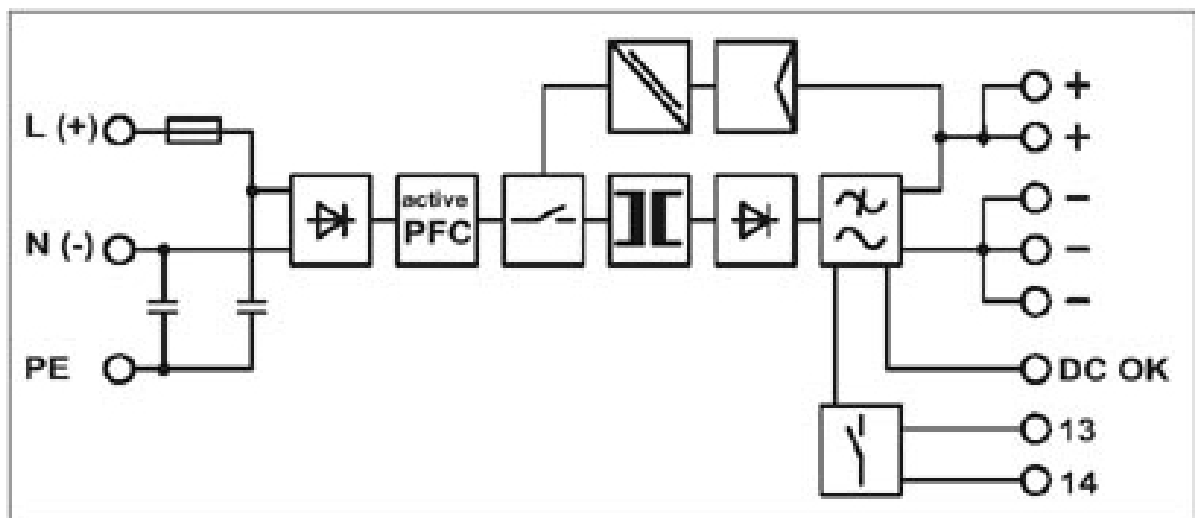 L (+)
N (-)
PE
active
PFC
+
+
-
-
-
DC OK
13
14